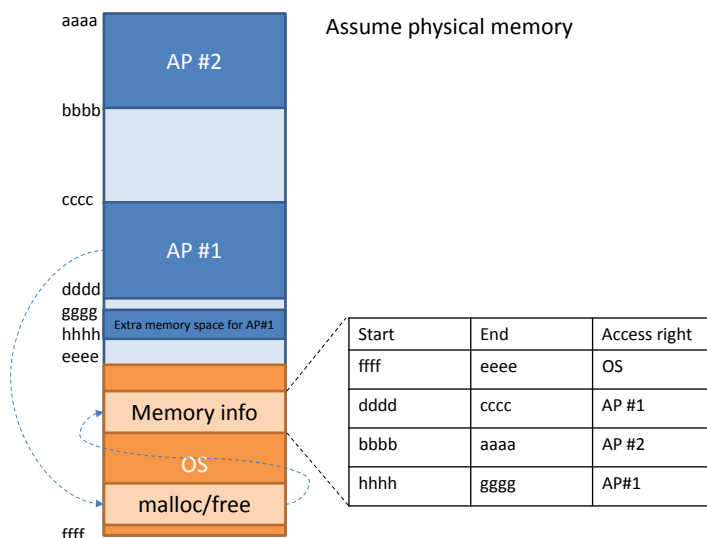 Assume physical memory
aaaa
AP #2
bbbb
cccc
AP #1
dddd
gggg
Extra memory space for AP#1
hhhh
eeee
Memory info
OS
malloc/free
ffff
Start End Access right
ffff eeee OS
dddd cccc AP #1
bbbb aaaa AP #2
hhhh gggg AP#1